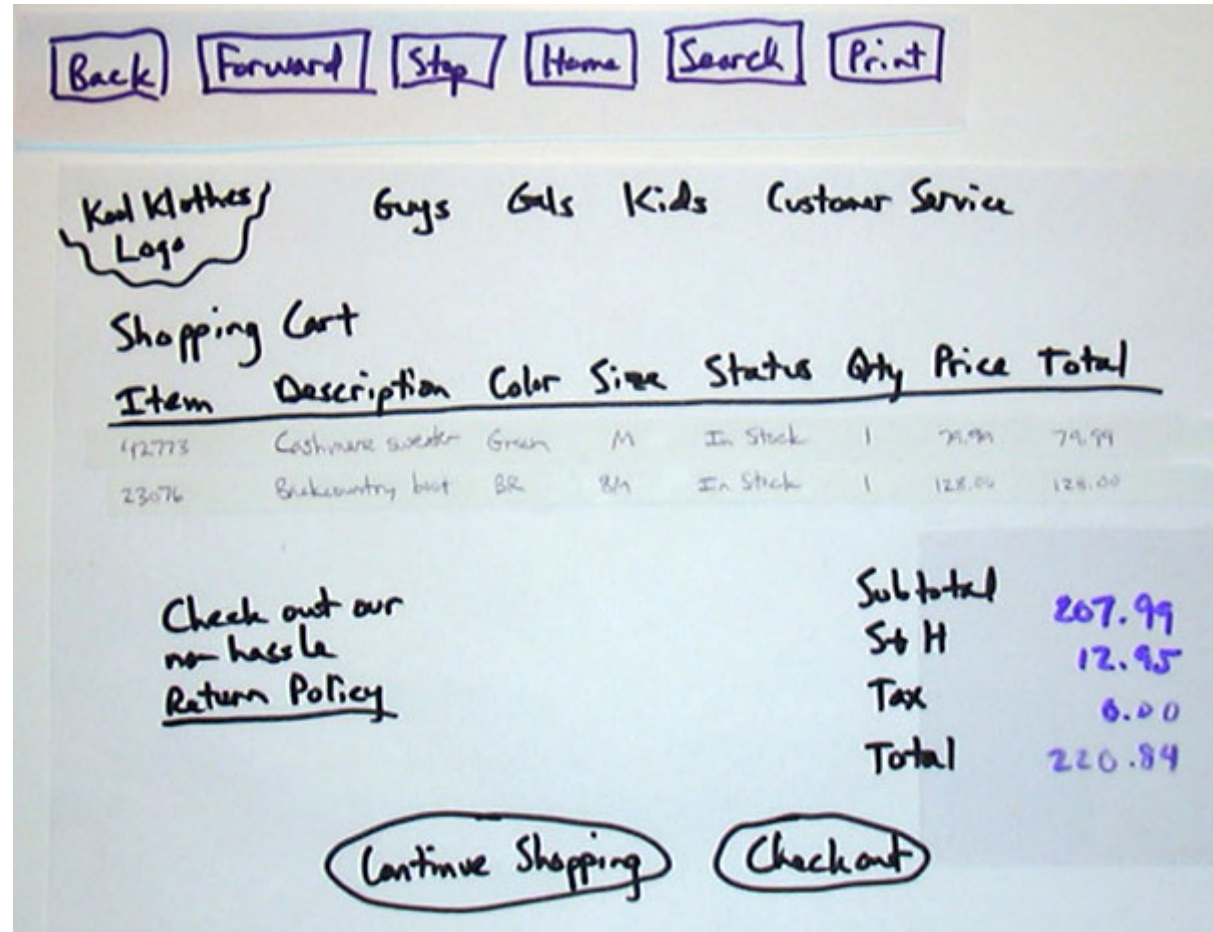 Back Forward Stop Home Search Print
Kool Klothes Guys Gals Kids Customer Service
Logo
Shopping Cart
Item Description Color Size Status Qty Price Total
42773 Cashmere sweater Green M In Stock 1 79.99 79.99
23076 Backcountry boot BR 8M In Stock 1 128.00 128.00
Check out our
no hassle
Return Policy
Subtotal 207.99
S+H 12.95
Tax 0.00
Total 220.94
Continue Shopping Checkout